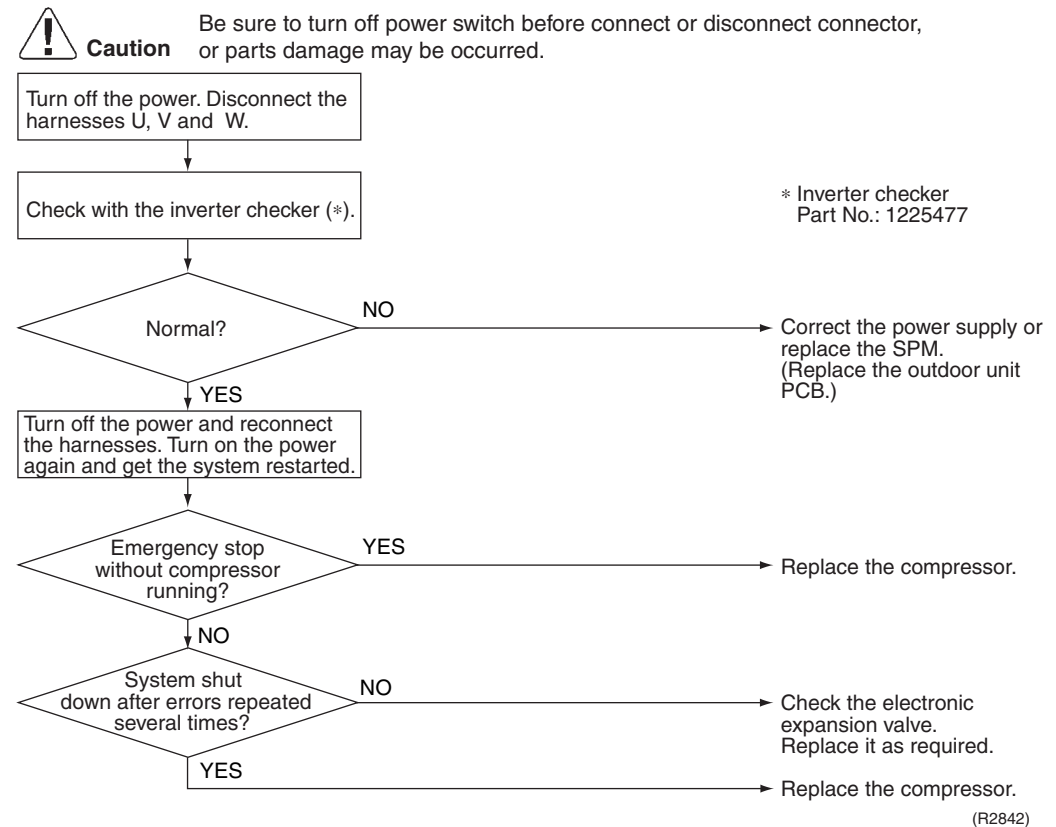 Be sure to turn off power switch before connect or disconnect connector,
Caution or parts damage may be occurred.
Turn off the power. Disconnect the
harnesses U, V and W.
Check with the inverter checker (*).
* Inverter checker
Part No.: 1225477
Normal?
NO
Correct the power supply or
replace the SPM.
(Replace the outdoor unit
PCB.)
YES
Turn off the power and reconnect
the harnesses. Turn on the power
again and get the system restarted.
Emergency stop
without compressor
running?
YES
Replace the compressor.
NO
System shut
down after errors repeated
several times?
NO
Check the electronic
expansion valve.
Replace it as required.
YES
Replace the compressor.
(R2842)